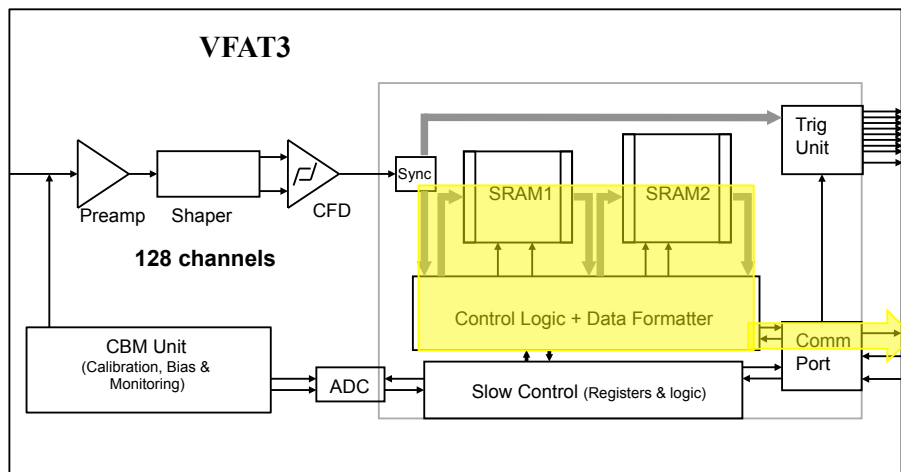 VFAT3
Trig
Unit
Sync
SRAM1
SRAM2
Preamp
Shaper
CFD
128 channels
Control Logic + Data Formatter
CBM Unit
(Calibration, Bias &
Monitoring)
ADC
Slow Control (Registers & logic)
Comm
Port